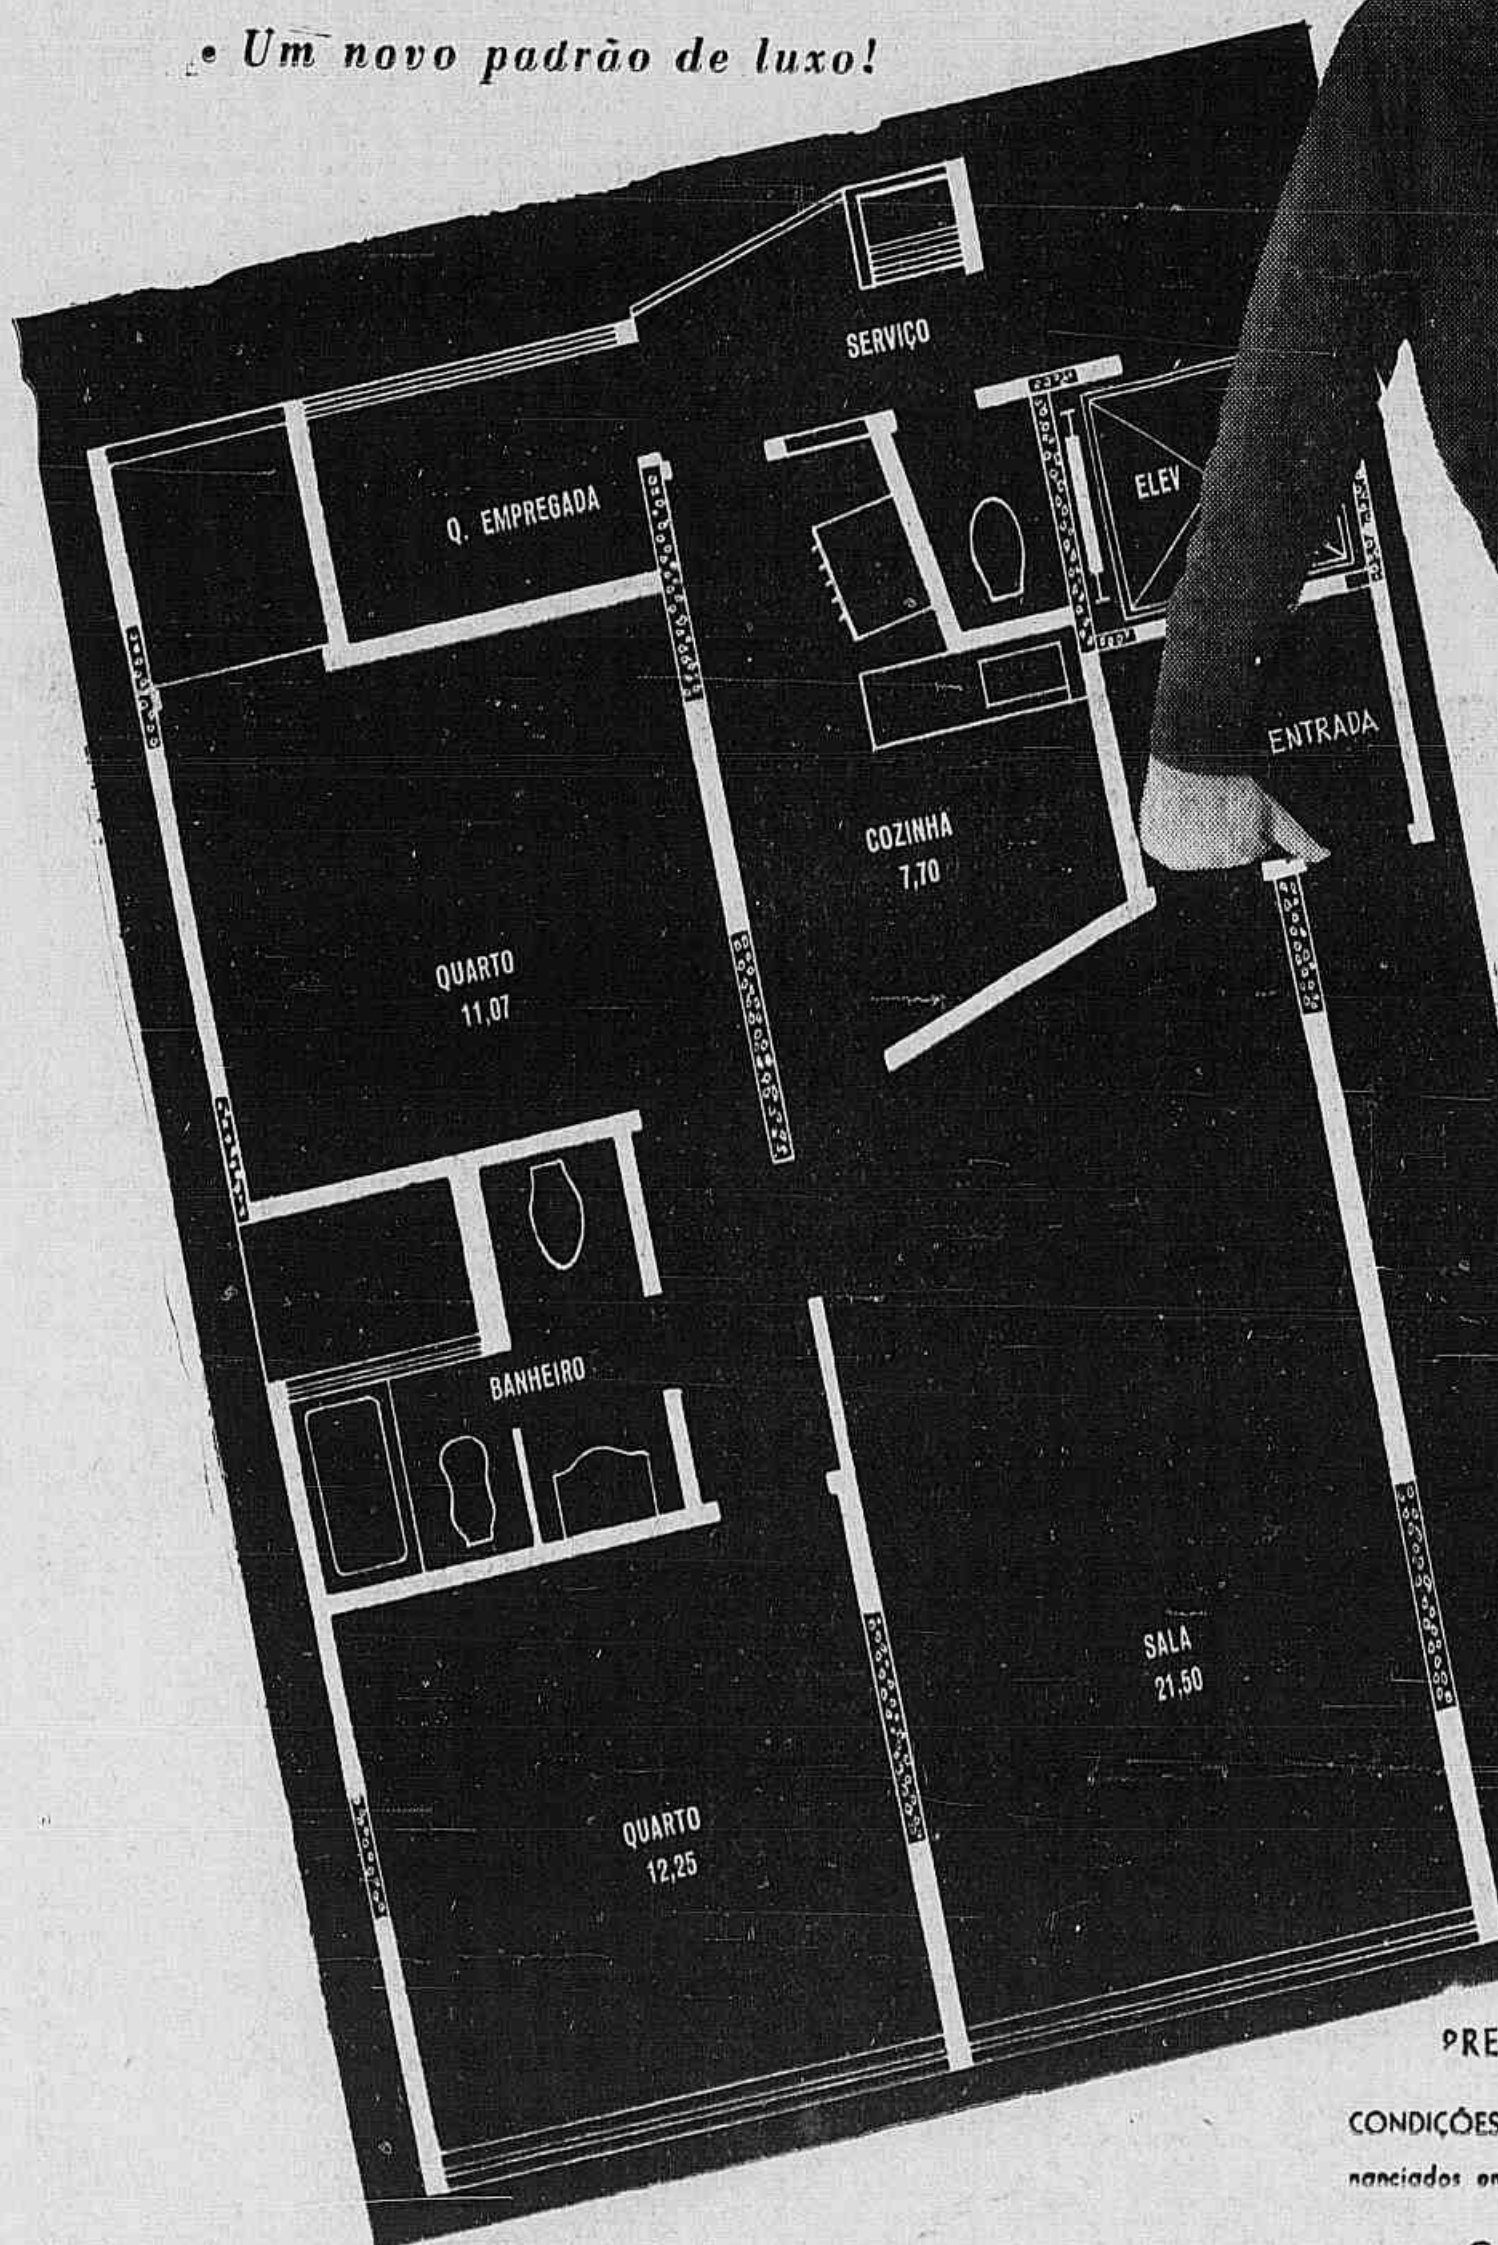 • Um novo padrão de luxo!
SERVIÇO
Q. EMPREGADA
ELEV
ENTRADA
COZINHA
7,70
QUARTO
11,07
BANHEIRO
SALA
21,50
QUARTO
12,25
PRE
CONDIÇÕES
nanciados